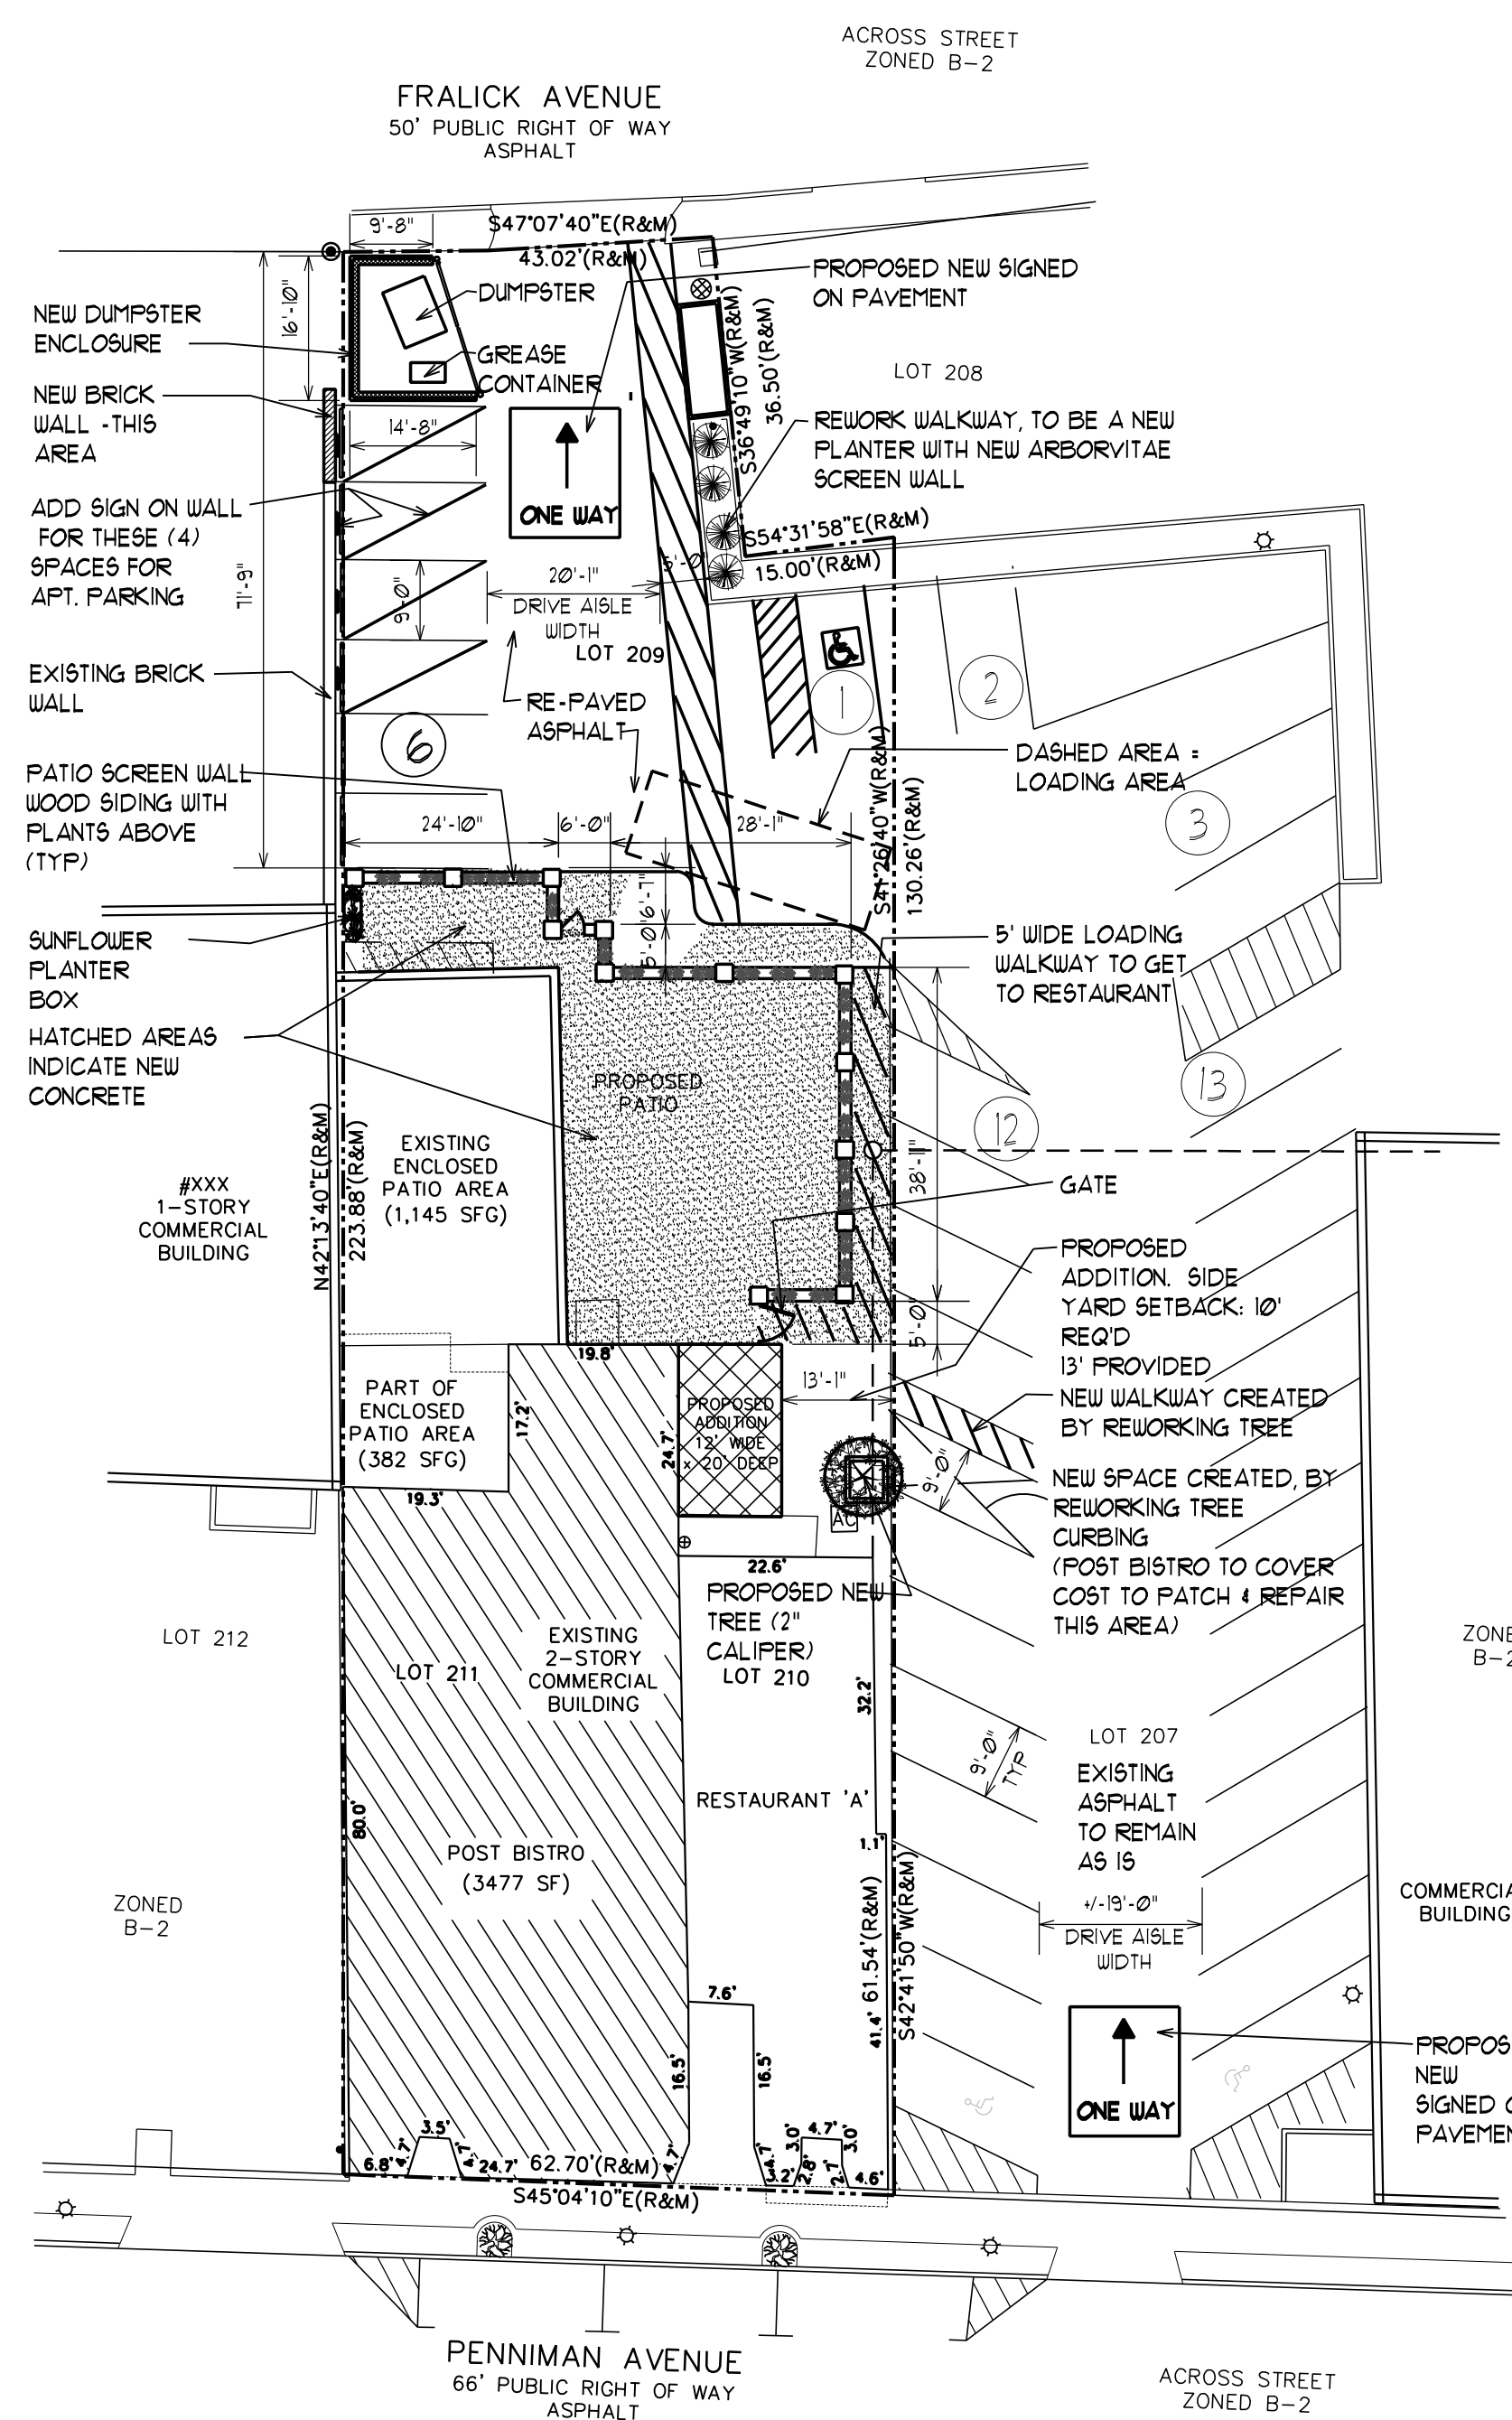 ACROSS STREET
ZONED B-2
FRALICK AVENUE
50' PUBLIC RIGHT OF WAY
ASPHALT
9'-8"
S47°07'40"E(R&M)
43.02'(R&M)
16'-10"
DUMPSTER
PROPOSED NEW SIGNED
ON PAVEMENT
NEW DUMPSTER
ENCLOSURE
GREASE
CONTAINER
S36°49'10"W(R&M)
36.50'(R&M)
LOT 208
NEW BRICK
WALL -THIS
AREA
14'-8"
REWORK WALKWAY, TO BE A NEW
PLANTER WITH NEW ARBORVITAE
SCREEN WALL
ONE WAY
ADD SIGN ON WALL
FOR THESE (4)
SPACES FOR
APT. PARKING
S54°31'58"E(R&M)
15.00'(R&M)
5'-0"
71'-9"
9'-0"
20'-1"
DRIVE AISLE
WIDTH
LOT 209
EXISTING BRICK
WALL
RE-PAVED
ASPHALT
1
2
6
DASHED AREA =
LOADING AREA
PATIO SCREEN WALL
WOOD SIDING WITH
PLANTS ABOVE
(TYP)
3
24'-10"
6'-0"
28'-1"
S41°26'40"W(R&M)
130.26'(R&M)
6'-1"
5'-0"
SUNFLOWER
PLANTER
BOX
5' WIDE LOADING
WALKWAY TO GET
TO RESTAURANT
HATCHED AREAS
INDICATE NEW
CONCRETE
PROPOSED
PATIO
13
12
EXISTING
ENCLOSED
PATIO AREA
(1,145 SFG)
N42°13'40"E(R&M)
223.88'(R&M)
#XXX
1-STORY
COMMERCIAL
BUILDING
38'-11"
GATE
PROPOSED
ADDITION. SIDE
YARD SETBACK: 10'
REQ'D
13' PROVIDED
5'-0"
19.8'
13'-1"
PART OF
ENCLOSED
PATIO AREA
(382 SFG)
17.2'
24.7'
PROPOSED
ADDITION
12' WIDE
x 20' DEEP
NEW WALKWAY CREATED
BY REWORKING TREE
19.3'
9'-0"
NEW SPACE CREATED, BY
REWORKING TREE
CURBING
(POST BISTRO TO COVER
COST TO PATCH & REPAIR
THIS AREA)
AC
22.6'
PROPOSED NEW
TREE (2"
CALIPER)
LOT 210
LOT 212
LOT 211
EXISTING
2-STORY
COMMERCIAL
BUILDING
32.2'
9'-0"
TYP
LOT 207
EXISTING
ASPHALT
TO REMAIN
AS IS
RESTAURANT 'A'
80.0'
1.1'
POST BISTRO
(3477 SF)
ZONED
B-2
61.54'(R&M)
S42°41'50"W(R&M)
+/-19'-0"
DRIVE AISLE
WIDTH
7.6'
41.4'
16.5'
16.5'
ONE WAY
3.5'
4.7'
4.7'
6.8'
24.7'
62.70'(R&M)
4.7'
4.7'
3.2'
3.0'
4.7'
3.0'
2.8'
2.7'
4.6'
S45°04'10"E(R&M)
PENNIMAN AVENUE
66' PUBLIC RIGHT OF WAY
ASPHALT
ACROSS STREET
ZONED B-2
B-2
BUILDING
NEW